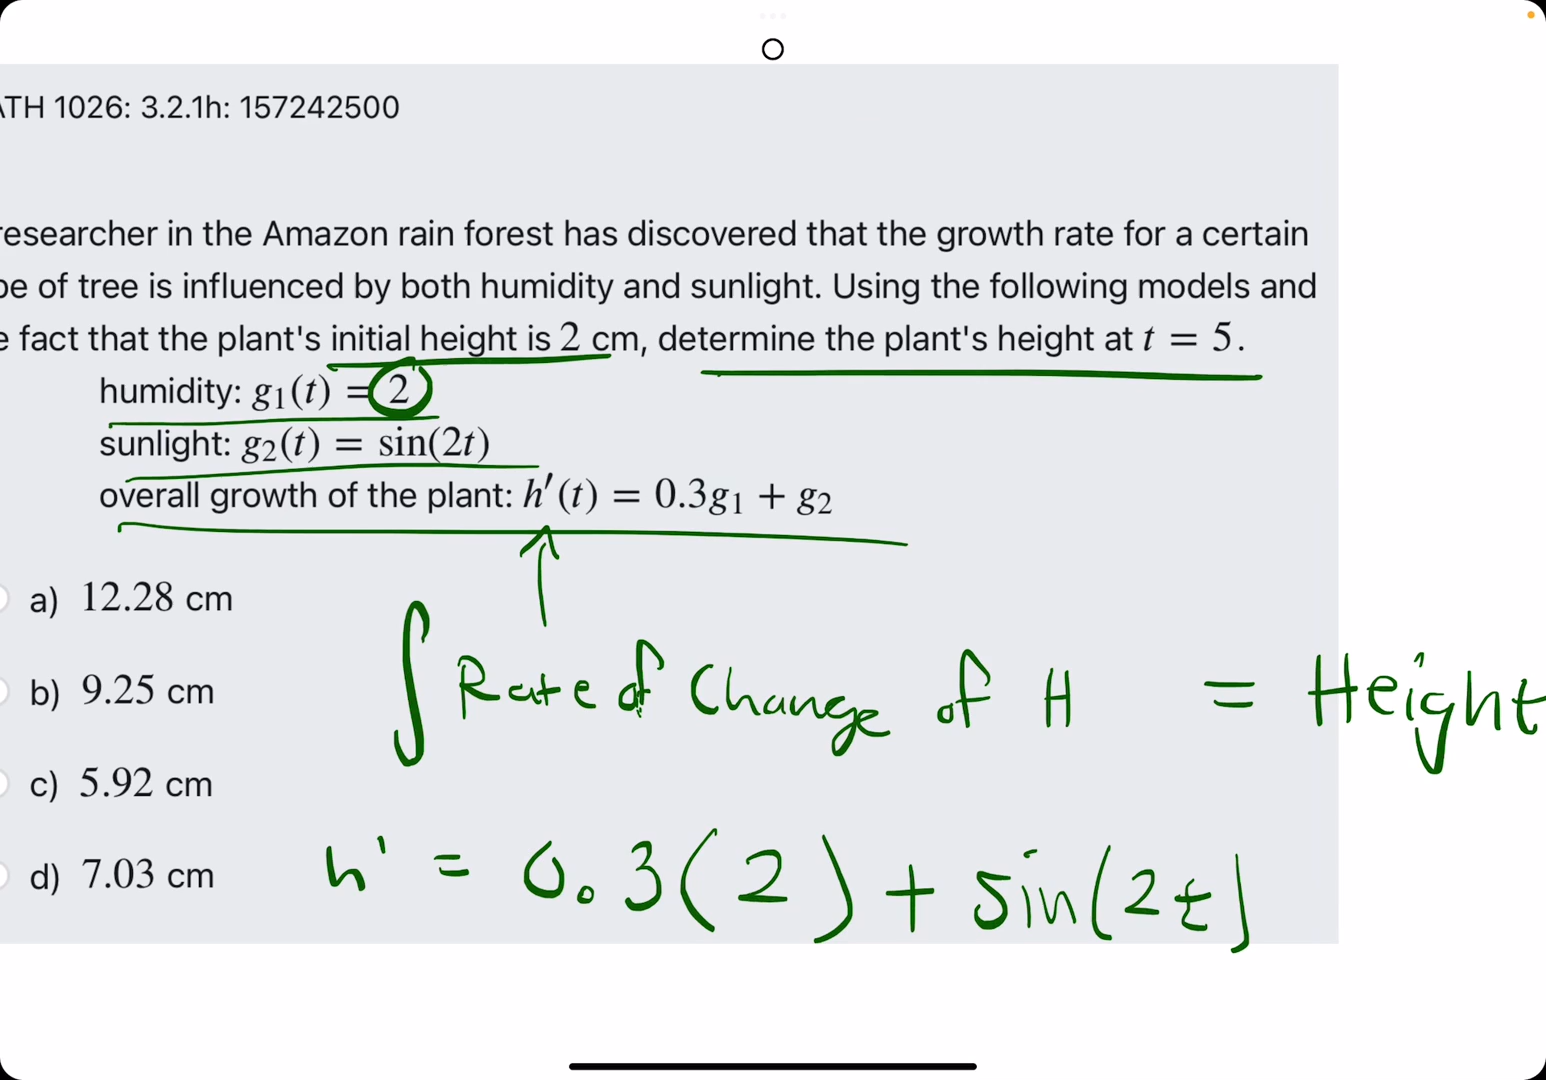 ATH 1026: 3.2.1h: 157242500
researcher in the Amazon rain forest has discovered that the growth rate for a certain
pe of tree is influenced by both humidity and sunlight. Using the following models and
e fact that the plant's initial height is 2 cm, determine the plant's height at t = 5.
humidity: g₁(t) = 2
sunlight: g₂(t) = sin(2t)
overall growth of the plant: h′(t) = 0.3g₁ + g₂
a) 12.28 cm
∫ Rate of Change of H = Height
b) 9.25 cm
c) 5.92 cm
d) 7.03 cm
h' = 0.3(2) + sin(2t)